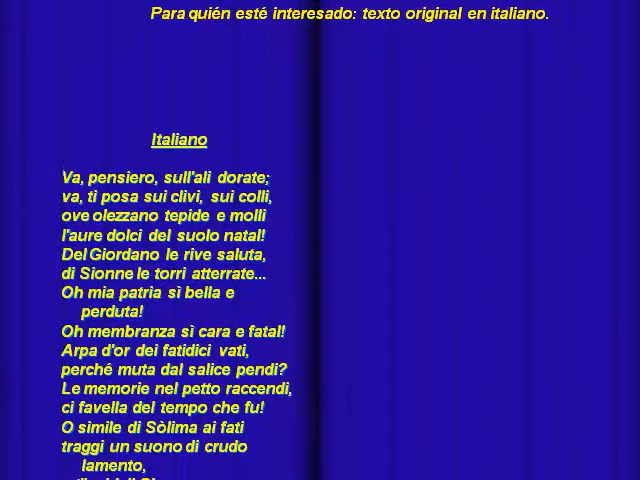 Para quién esté interesado: texto original en italiano.
Italiano
Va, pensiero, sull'ali dorate;
va, ti posa sui clivi, sui colli,
ove olezzano tepide e molli
l'aure dolci del suolo natal!
Del Giordano le rive saluta,
di Sionne le torri atterrate...
Oh mia patria sì bella e
perduta!
Oh membranza sì cara e fatal!
Arpa d'or dei fatidici vati,
perché muta dal salice pendi?
Le memorie nel petto raccendi,
ci favella del tempo che fu!
O simile di Sòlima ai fati
traggi un suono di crudo
lamento,